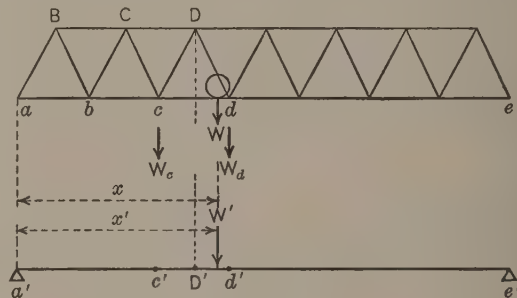 B C D
a b c d e
W
W_c W_d
x
W'
x'
c' D' d'
a' e